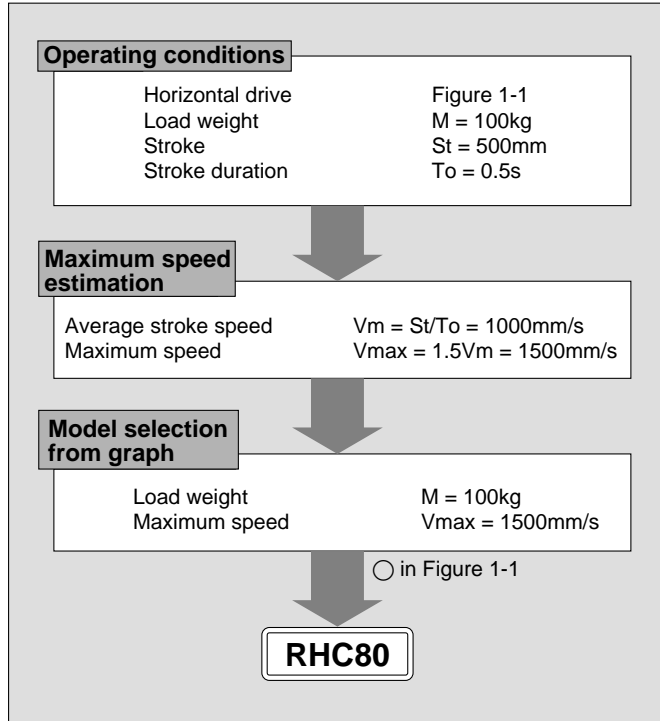 Operating conditions
Horizontal drive Figure 1-1
Load weight M = 100kg
Stroke St = 500mm
Stroke duration To = 0.5s
Maximum speed
estimation
Average stroke speed Vm = St/To = 1000mm/s
Maximum speed Vmax = 1.5Vm = 1500mm/s
Model selection
from graph
Load weight M = 100kg
Maximum speed Vmax = 1500mm/s
○ in Figure 1-1
RHC80